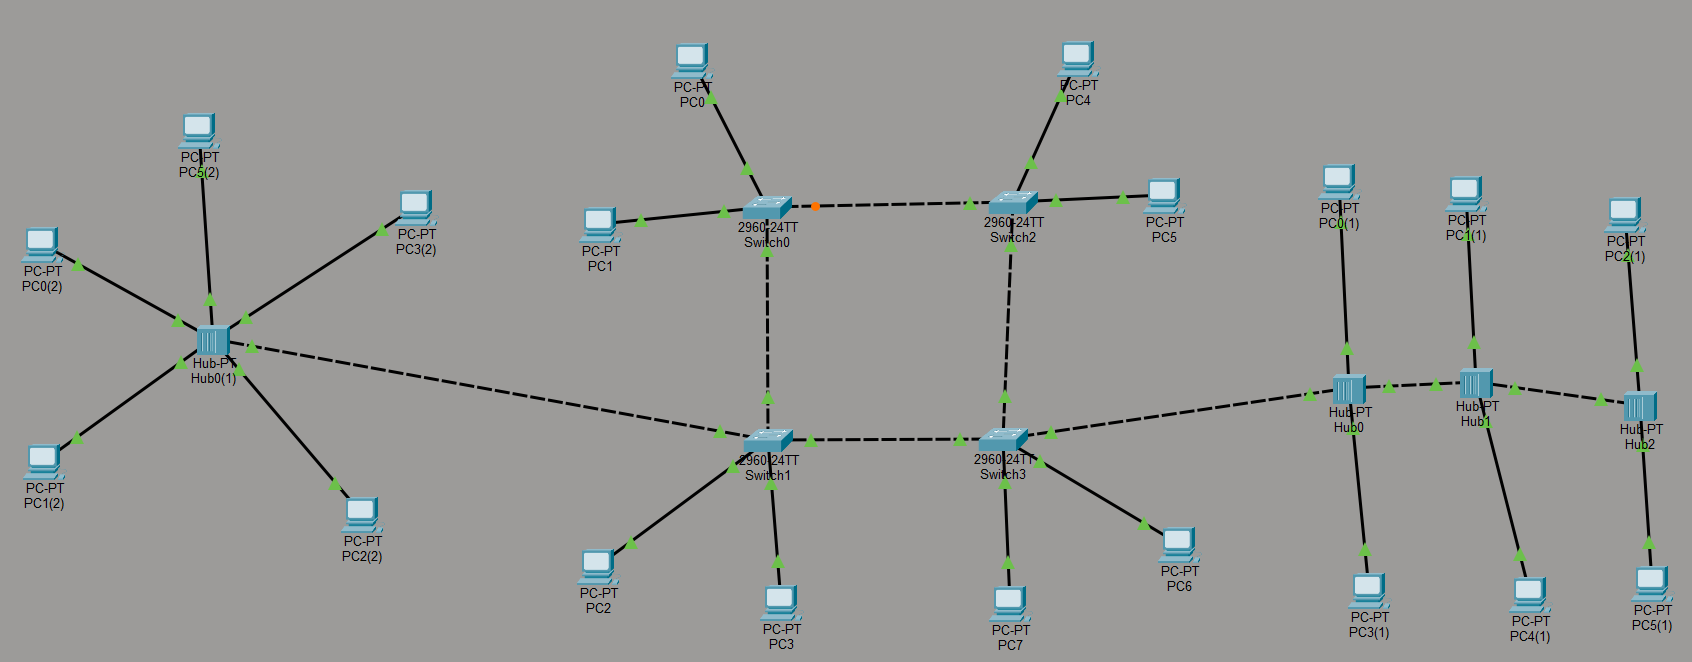 PC-PT
PC0
PC-PT
PC4
PC-PT
PC5(2)
PC-PT
PC3(2)
PC-PT
PC0(2)
PC-PT
PC1
2960-24TT
Switch0
2960-24TT
Switch2
PC-PT
PC5
PC-PT
PC0(1)
PC-PT
PC1(1)
PC-PT
PC2(1)
Hub-PT
Hub0(1)
Hub-PT
Hub0
Hub-PT
Hub1
Hub-PT
Hub2
2960-24TT
Switch1
2960-24TT
Switch3
PC-PT
PC1(2)
PC-PT
PC2(2)
PC-PT
PC2
PC-PT
PC3
PC-PT
PC7
PC-PT
PC6
PC-PT
PC3(1)
PC-PT
PC4(1)
PC-PT
PC5(1)